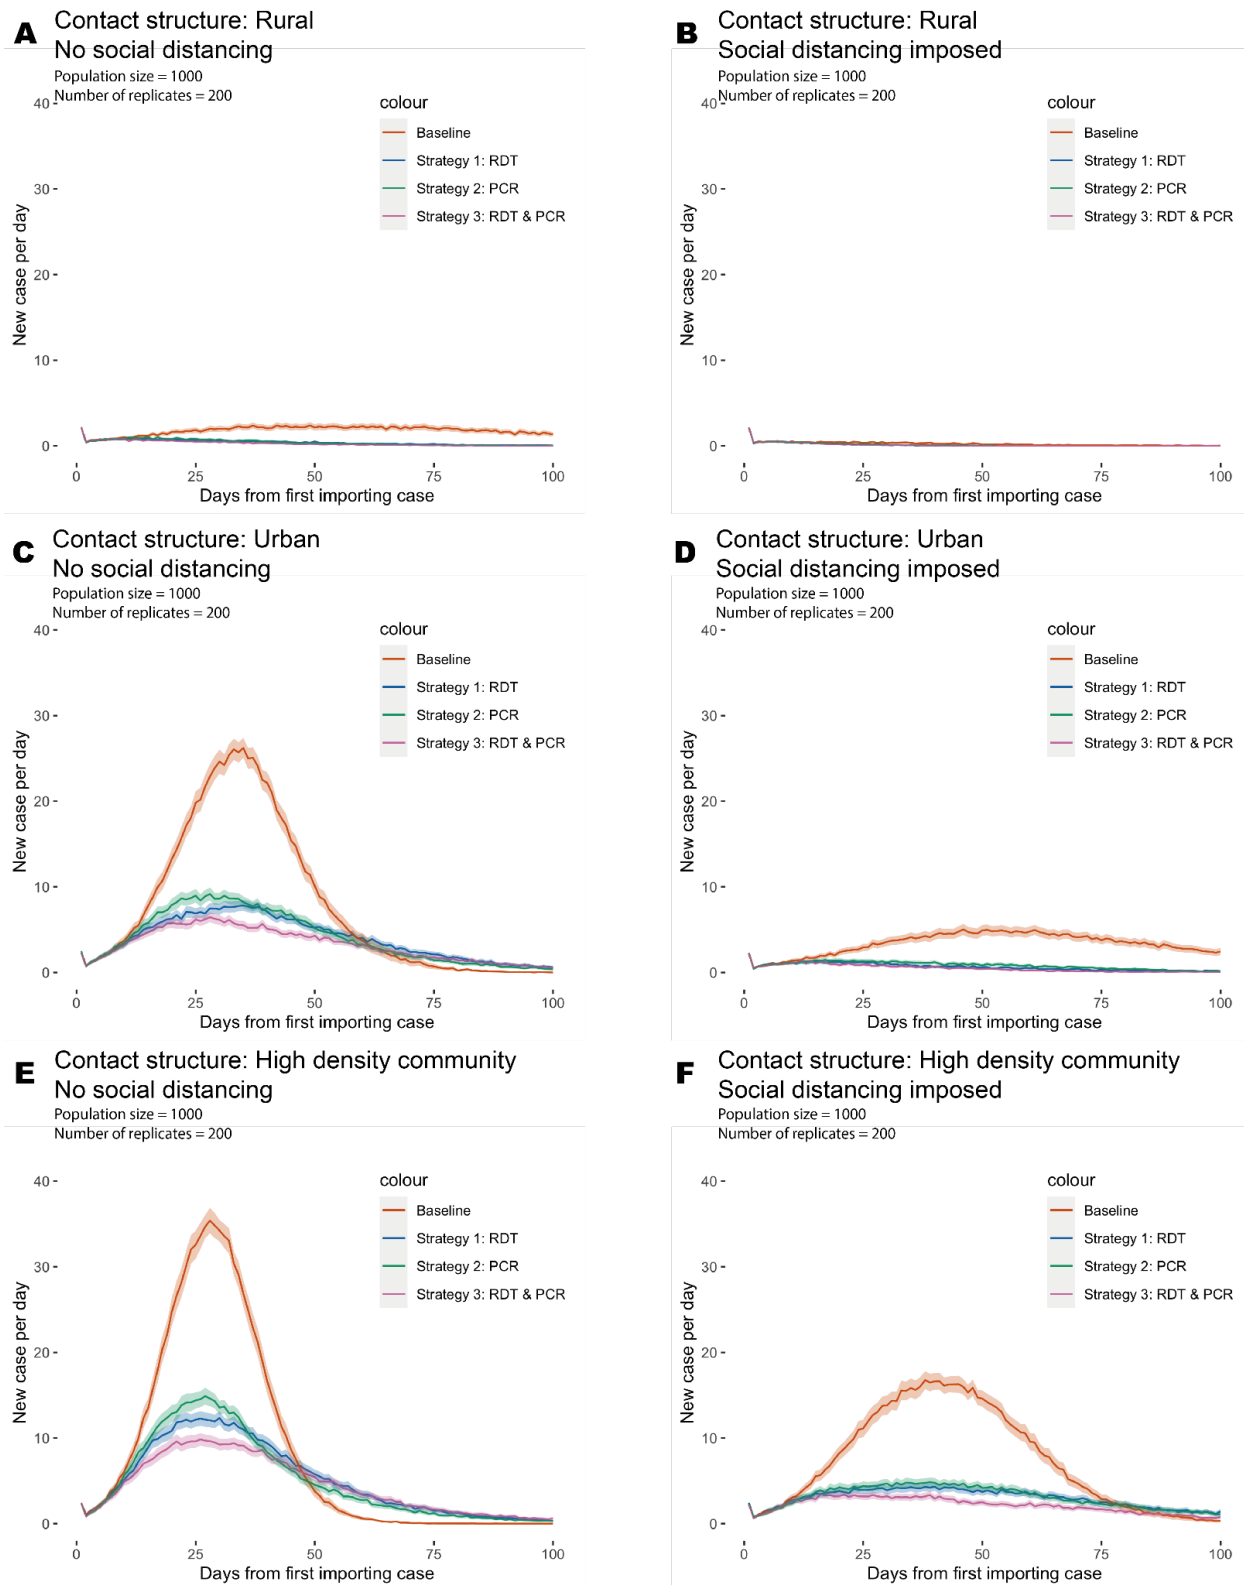 A
Contact structure: Rural
No social distancing
Population size = 1000
Number of replicates = 200
40
30
20
10
0
New case per day
colour
Baseline
Strategy 1: RDT
Strategy 2: PCR
Strategy 3: RDT & PCR
0 25 50 75 100
Days from first importing case
B
Contact structure: Rural
Social distancing imposed
Population size = 1000
Number of replicates = 200
40
30
20
10
0
New case per day
colour
Baseline
Strategy 1: RDT
Strategy 2: PCR
Strategy 3: RDT & PCR
0 25 50 75 100
Days from first importing case
C
Contact structure: Urban
No social distancing
Population size = 1000
Number of replicates = 200
40
30
20
10
0
New case per day
colour
Baseline
Strategy 1: RDT
Strategy 2: PCR
Strategy 3: RDT & PCR
0 25 50 75 100
Days from first importing case
D
Contact structure: Urban
Social distancing imposed
Population size = 1000
Number of replicates = 200
40
30
20
10
0
New case per day
colour
Baseline
Strategy 1: RDT
Strategy 2: PCR
Strategy 3: RDT & PCR
0 25 50 75 100
Days from first importing case
E
Contact structure: High density community
No social distancing
Population size = 1000
Number of replicates = 200
40
30
20
10
0
New case per day
colour
Baseline
Strategy 1: RDT
Strategy 2: PCR
Strategy 3: RDT & PCR
0 25 50 75 100
Days from first importing case
F
Contact structure: High density community
Social distancing imposed
Population size = 1000
Number of replicates = 200
40
30
20
10
0
New case per day
colour
Baseline
Strategy 1: RDT
Strategy 2: PCR
Strategy 3: RDT & PCR
0 25 50 75 100
Days from first importing case